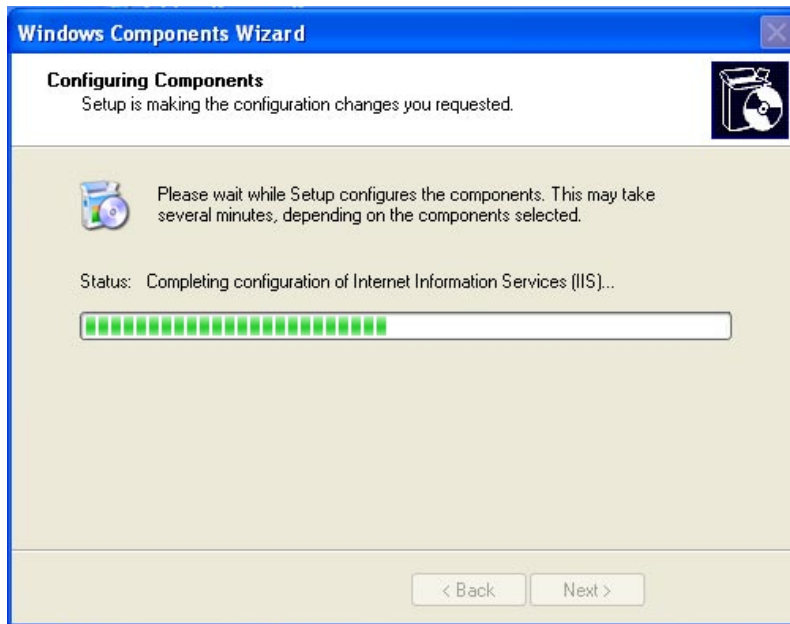 Windows Components Wizard
Configuring Components
Setup is making the configuration changes you requested.
Please wait while Setup configures the components. This may take
several minutes, depending on the components selected.
Status: Completing configuration of Internet Information Services (IIS)...
< Back
Next >